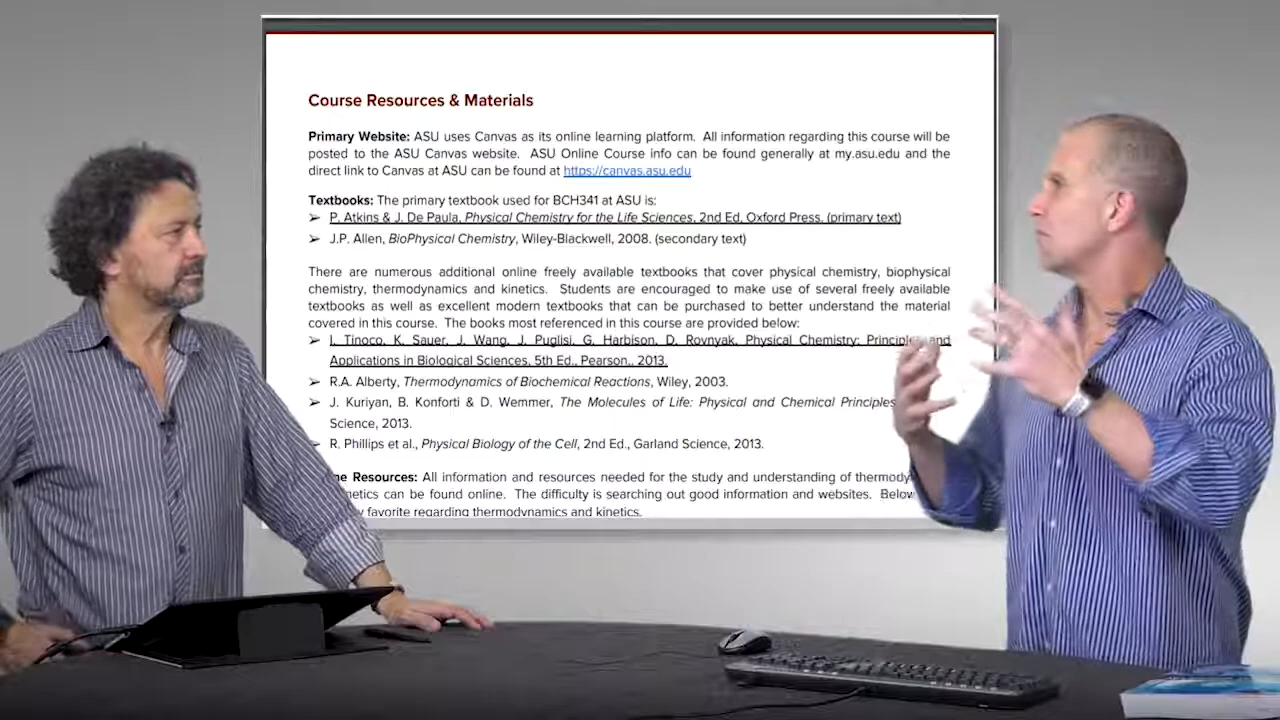 Course Resources & Materials
Primary Website: ASU uses Canvas as its online learning platform. All information regarding this course will be
posted to the ASU Canvas website. ASU Online Course info can be found generally at my.asu.edu and the
direct link to Canvas at ASU can be found at https://canvas.asu.edu
Textbooks: The primary textbook used for BCH341 at ASU is:
➢ P. Atkins & J. De Paula, Physical Chemistry for the Life Sciences, 2nd Ed, Oxford Press. (primary text)
➢ J.P. Allen, BioPhysical Chemistry, Wiley-Blackwell, 2008. (secondary text)
There are numerous additional online freely available textbooks that cover physical chemistry, biophysical
chemistry, thermodynamics and kinetics. Students are encouraged to make use of several freely available
textbooks as well as excellent modern textbooks that can be purchased to better understand the material
covered in this course. The books most referenced in this course are provided below:
➢ I. Tinoco, K. Sauer, J. Wang, J. Puglisi, G. Harbison, D. Rovnyak, Physical Chemistry: Principles and
Applications in Biological Sciences, 5th Ed., Pearson,, 2013.
➢ R.A. Alberty, Thermodynamics of Biochemical Reactions, Wiley, 2003.
➢ J. Kuriyan, B. Konforti & D. Wemmer, The Molecules of Life: Physical and Chemical Principles
Science, 2013.
➢ R. Phillips et al., Physical Biology of the Cell, 2nd Ed., Garland Science, 2013.
Resources: All information and resources needed for the study and understanding of
can be found online. The difficulty is searching out good information and websites. Below
favorite regarding thermodynamics and kinetics.